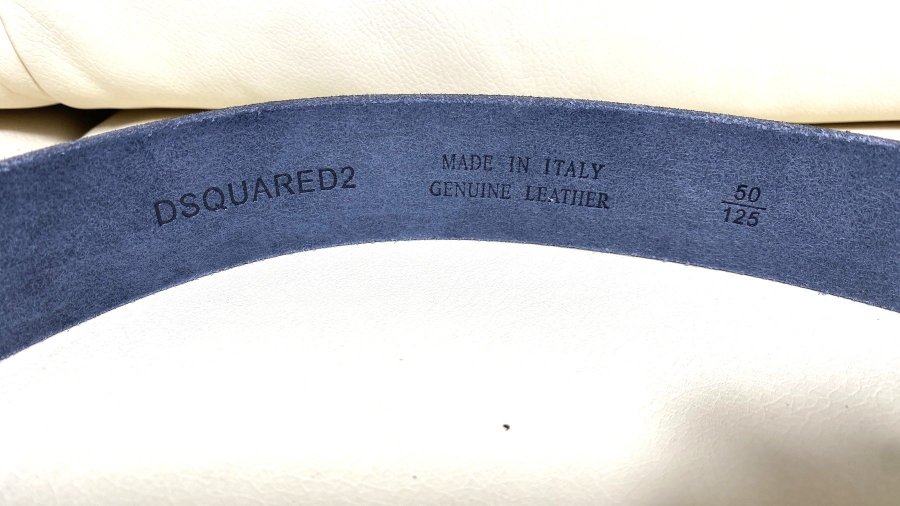 DSQUARED2
MADE IN ITALY
GENUINE LEATHER
50
125